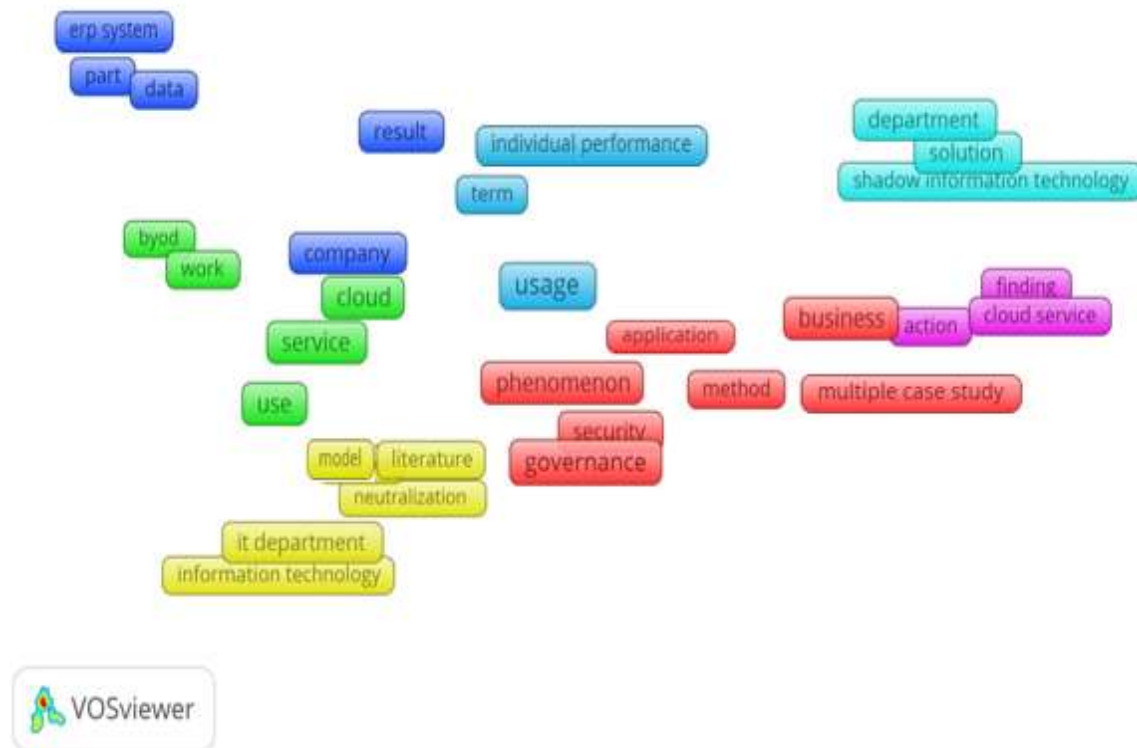 erp system
part
data
result
individual performance
department
solution
shadow information technology
term
byod
work
company
cloud
usage
finding
cloud service
business
action
application
service
phenomenon
method
multiple case study
use
security
governance
model
literature
neutralization
it department
information technology
VOSviewer